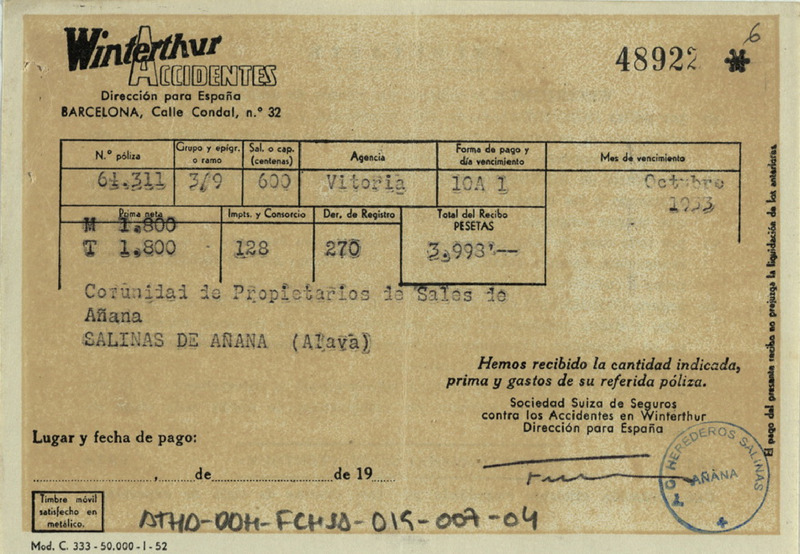 6
Winterthur
ACCIDENTES
48922
Dirección para España
BARCELONA, Calle Condal, n.° 32
N.° póliza
Grupo y epígr. o ramo
Sal. o cap. (centenas)
Agencia
Forma de pago y día vencimiento
Mes de vencimiento
61.311
3/9
600
Vitoria
10A 1
Octubre
1953
Prima neta
Impts. y Consorcio
Der. de Registro
Total del Recibo PESETAS
M 1.800
T 1.800
128
270
3.993'--
Comunidad de Propietarios de Sales de
Añana
SALINAS DE AÑANA (Alava)
Hemos recibido la cantidad indicada,
prima y gastos de su referida póliza.
Sociedad Suiza de Seguros
contra los Accidentes en Winterthur
Dirección para España
Lugar y fecha de pago:
, de de 19
Timbre móvil
satisfecho en
metálico.
ATHA-DAH-FCHSA-015-007-04
HEREDEROS SALINAS
AÑANA
El pago del presente recibo no prejuzga la liquidación de los anteriores
Mod. C. 333 - 50.000 - I - 52